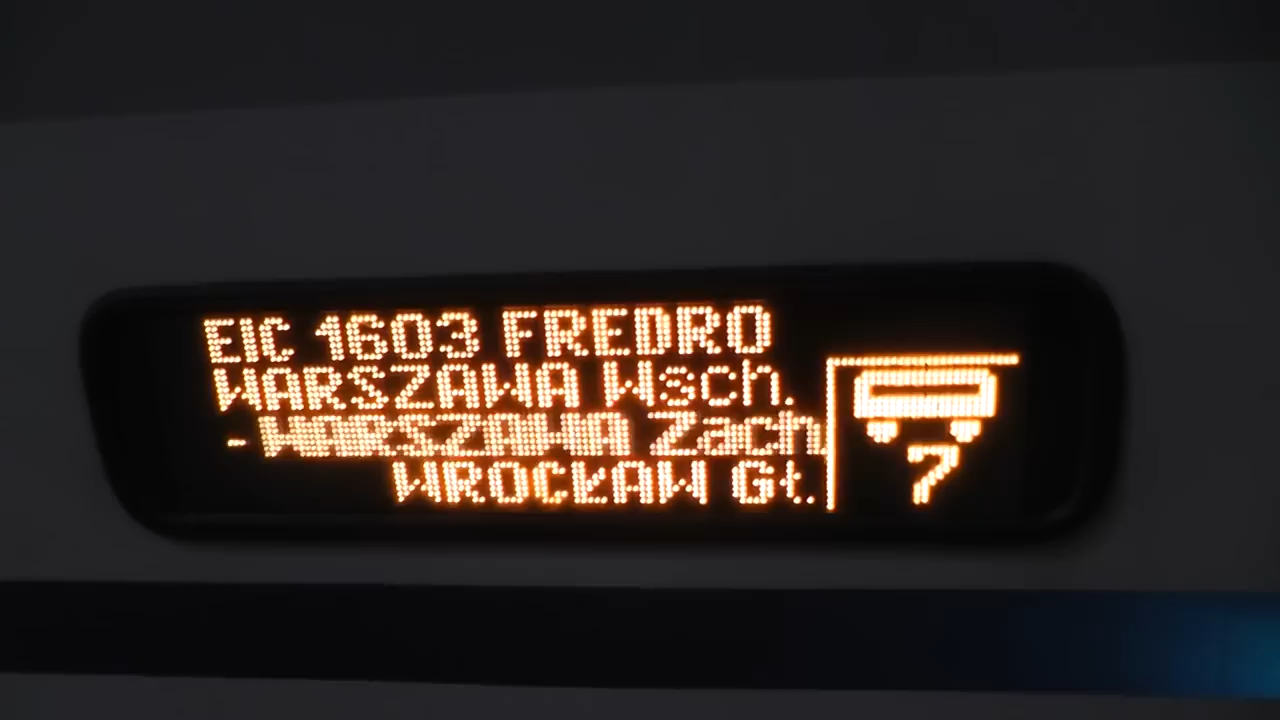 EIC 1603 FREDRO
WARSZAWA Wsch.
- WARSZAWA Zach.
WROCŁAW Gł.
7